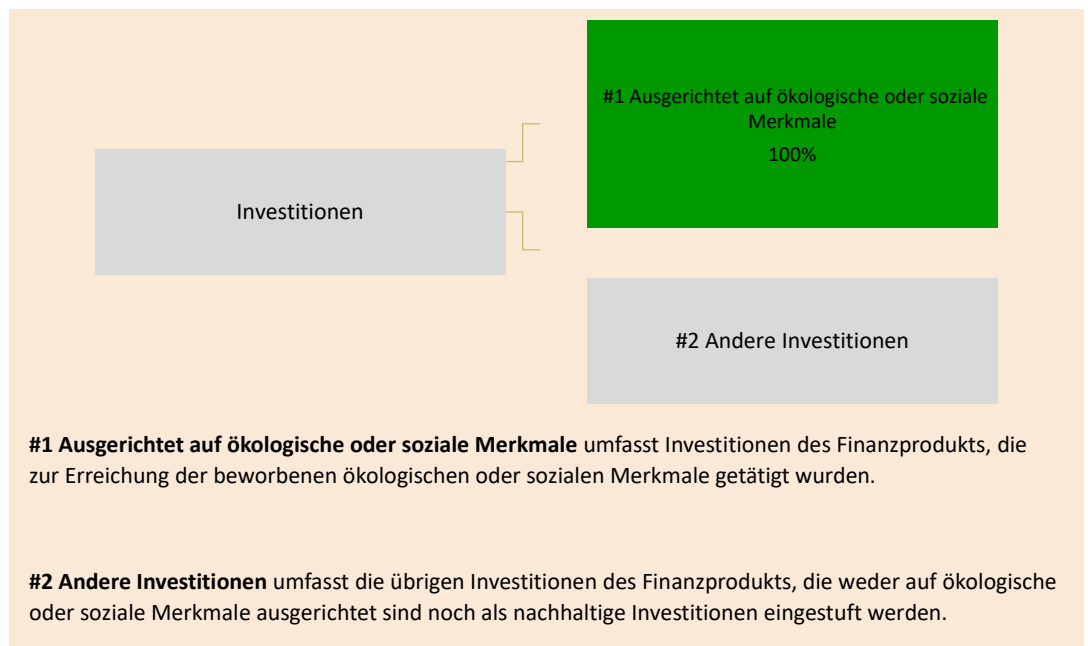 #1 Ausgerichtet auf ökologische oder soziale
Merkmale
100%
Investitionen
#2 Andere Investitionen
#1 Ausgerichtet auf ökologische oder soziale Merkmale umfasst Investitionen des Finanzprodukts, die
zur Erreichung der beworbenen ökologischen oder sozialen Merkmale getätigt wurden.
#2 Andere Investitionen umfasst die übrigen Investitionen des Finanzprodukts, die weder auf ökologische
oder soziale Merkmale ausgerichtet sind noch als nachhaltige Investitionen eingestuft werden.